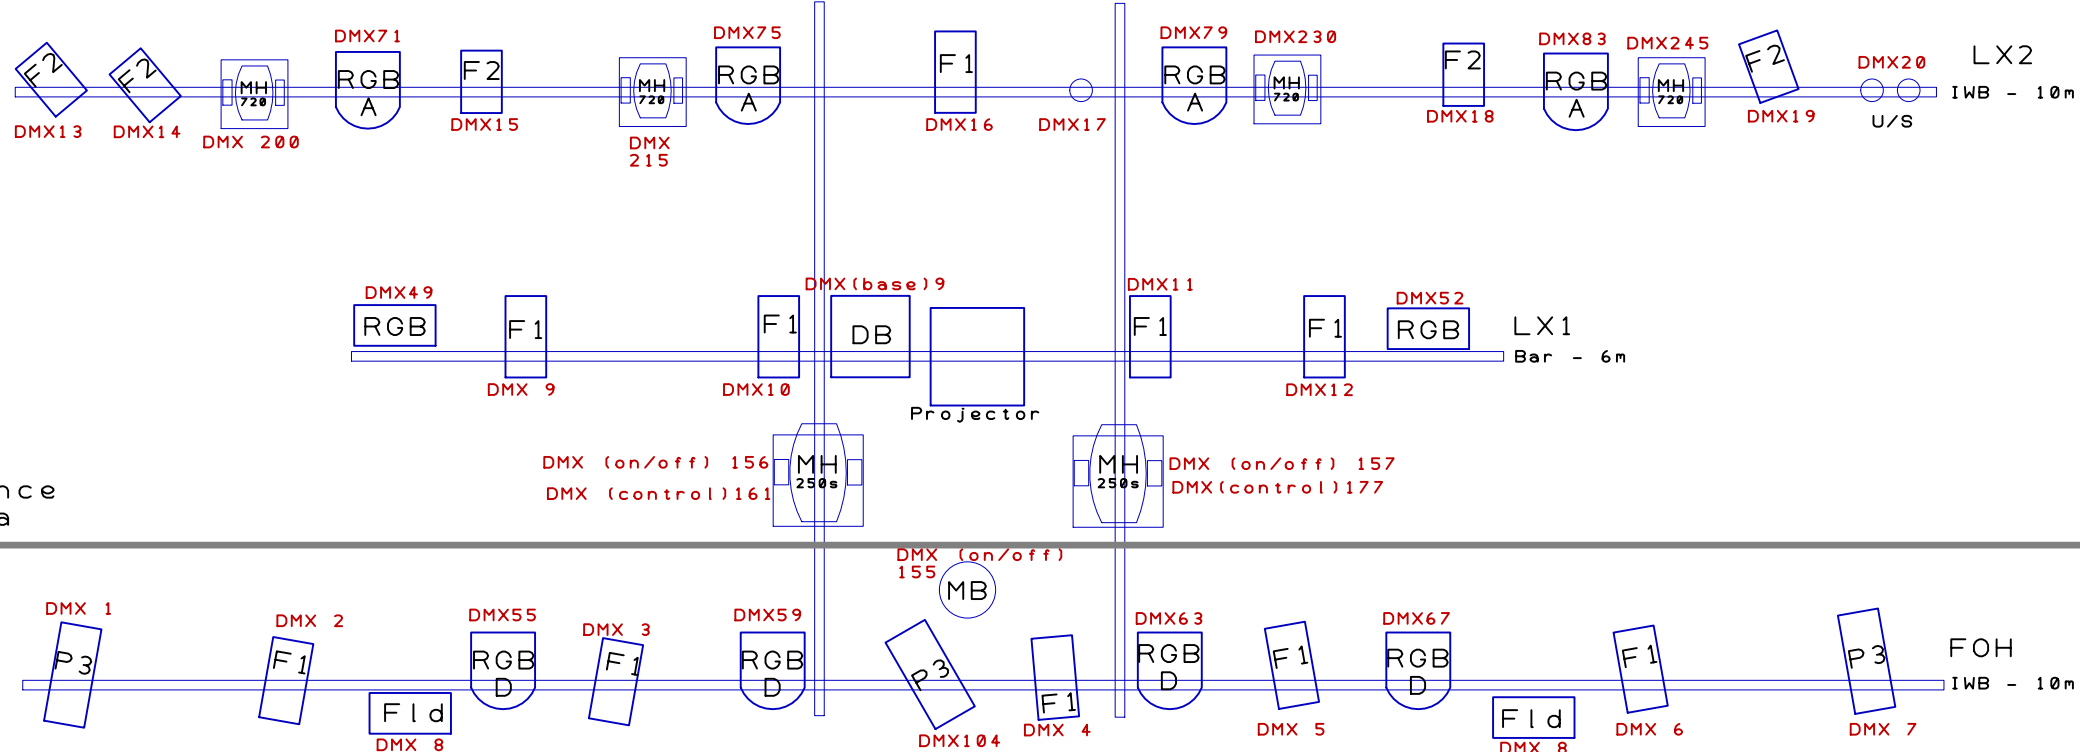 DMX71
DMX75
DMX79
DMX230
DMX83
DMX245
DMX20
LX2
F2
F2
MH
720
RGB
A
F2
MH
720
RGB
A
F1
RGB
A
MH
720
F2
RGB
A
MH
720
F2
IWB - 10m
DMX13
DMX14
DMX 200
DMX15
DMX
215
DMX16
DMX17
DMX18
DMX19
U/S
DMX49
DMX(base)9
DMX11
DMX52
RGB
F1
F1
DB
F1
F1
RGB
LX1
Bar - 6m
DMX 9
DMX10
Projector
DMX12
DMX (on/off) 156
DMX (control)161
MH
250s
MH
250s
DMX (on/off) 157
DMX(control)177
nce
a
DMX (on/off)
155
MB
DMX 1
DMX 2
DMX55
DMX 3
DMX59
DMX63
DMX67
P3
F1
RGB
D
F1
RGB
D
P3
F1
RGB
D
F1
RGB
D
F1
P3
FOH
IWB - 10m
Fld
Fld
DMX 8
DMX104
DMX 4
DMX 5
DMX 8
DMX 6
DMX 7